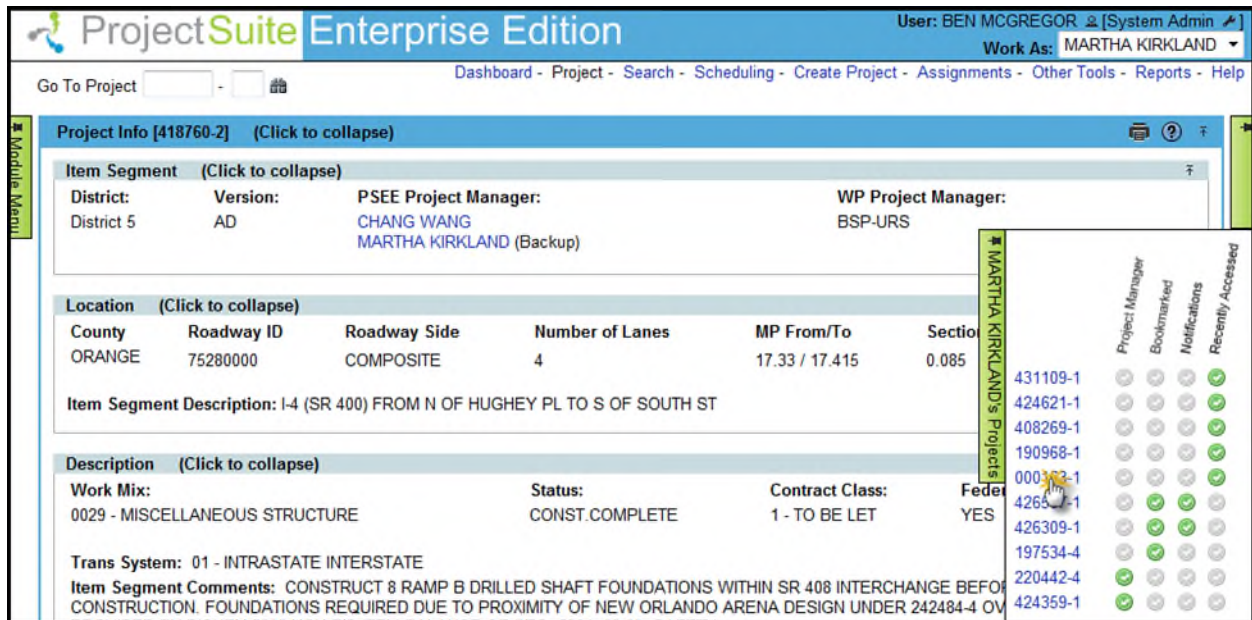 ProjectSuite Enterprise Edition
User: BEN MCGREGOR [System Admin ]
Work As: MARTHA KIRKLAND
Go To Project -
Dashboard - Project - Search - Scheduling - Create Project - Assignments - Other Tools - Reports - Help
Module Menu
Project Info [418760-2] (Click to collapse)
Item Segment (Click to collapse)
District: Version: PSEE Project Manager: WP Project Manager:
District 5 AD CHANG WANG BSP-URS
MARTHA KIRKLAND (Backup)
Location (Click to collapse)
County Roadway ID Roadway Side Number of Lanes MP From/To Sectio
ORANGE 75280000 COMPOSITE 4 17.33 / 17.415 0.085
Item Segment Description: I-4 (SR 400) FROM N OF HUGHEY PL TO S OF SOUTH ST
Description (Click to collapse)
Work Mix: Status: Contract Class: Feder
0029 - MISCELLANEOUS STRUCTURE CONST.COMPLETE 1 - TO BE LET YES
Trans System: 01 - INTRASTATE INTERSTATE
Item Segment Comments: CONSTRUCT 8 RAMP B DRILLED SHAFT FOUNDATIONS WITHIN SR 408 INTERCHANGE BEFOR
CONSTRUCTION. FOUNDATIONS REQUIRED DUE TO PROXIMITY OF NEW ORLANDO ARENA DESIGN UNDER 242484-4 OV
MARTHA KIRKLAND's Projects
Project Manager
Bookmarked
Notifications
Recently Accessed
431109-1
424621-1
408269-1
190968-1
426309-1
197534-4
220442-4
424359-1